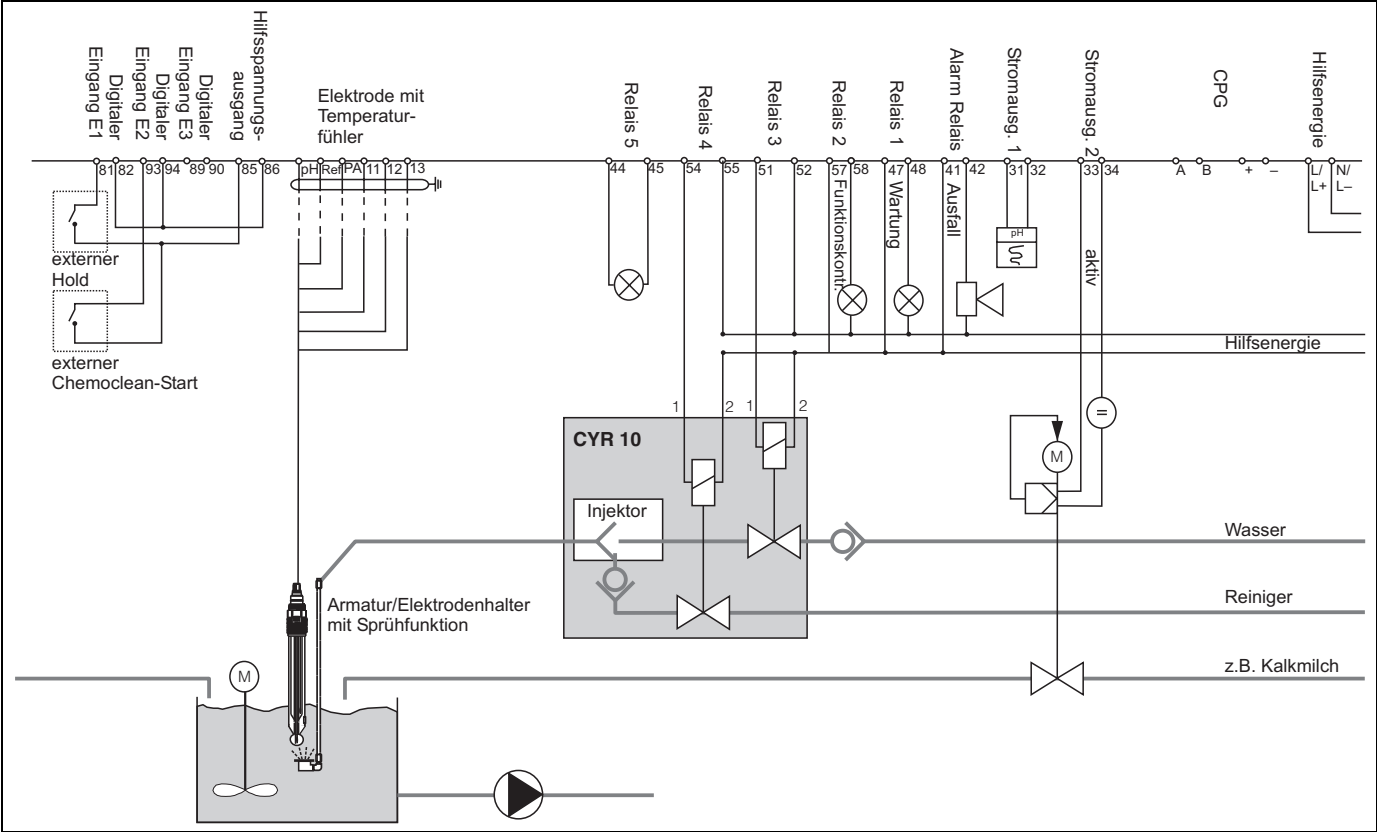 Digitaler
Eingang E1
Digitaler
Eingang E2
Digitaler
Eingang E3
Hilfsspannungs-
ausgang
Elektrode mit
Temperatur-
fühler
Relais 5
Relais 4
Relais 3
Relais 2
Relais 1
Alarm Relais
Stromausg. 1
Stromausg. 2
CPG
Hilfsenergie
81 82 93 94 89 90 85 86 pH Ref PA 11 12 13 44 45 54 55 51 52 57 58 47 48 41 42 31 32 33 34 A B + – L/ N/
L+ L–
Funktionskontr.
Wartung
Ausfall
pH
aktiv
externer
Hold
externer
Chemoclean-Start
Hilfsenergie
1 2 1 2
CYR 10
=
M
Injektor
Wasser
Reiniger
Armatur/Elektrodenhalter
mit Sprühfunktion
z.B. Kalkmilch
M